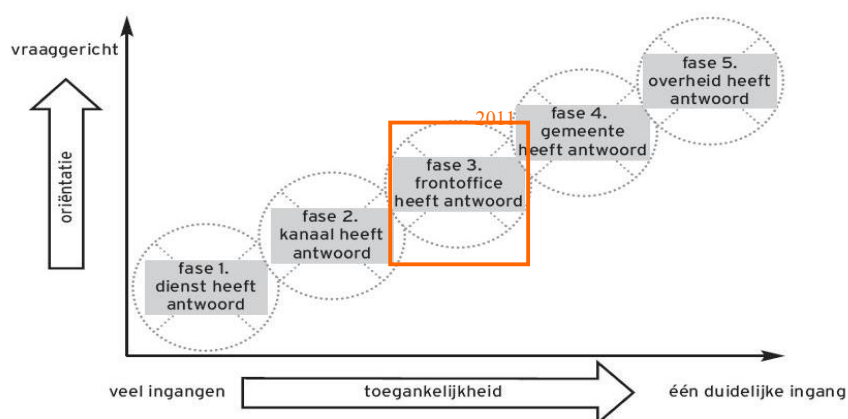 vraaggericht
oriëntatie
fase 5.
overheid heeft
antwoord
2011
fase 4.
gemeente
heeft antwoord
fase 3.
frontoffice
heeft antwoord
fase 2.
kanaal heeft
antwoord
fase 1.
dienst heeft
antwoord
veel ingangen
toegankelijkheid
één duidelijke ingang